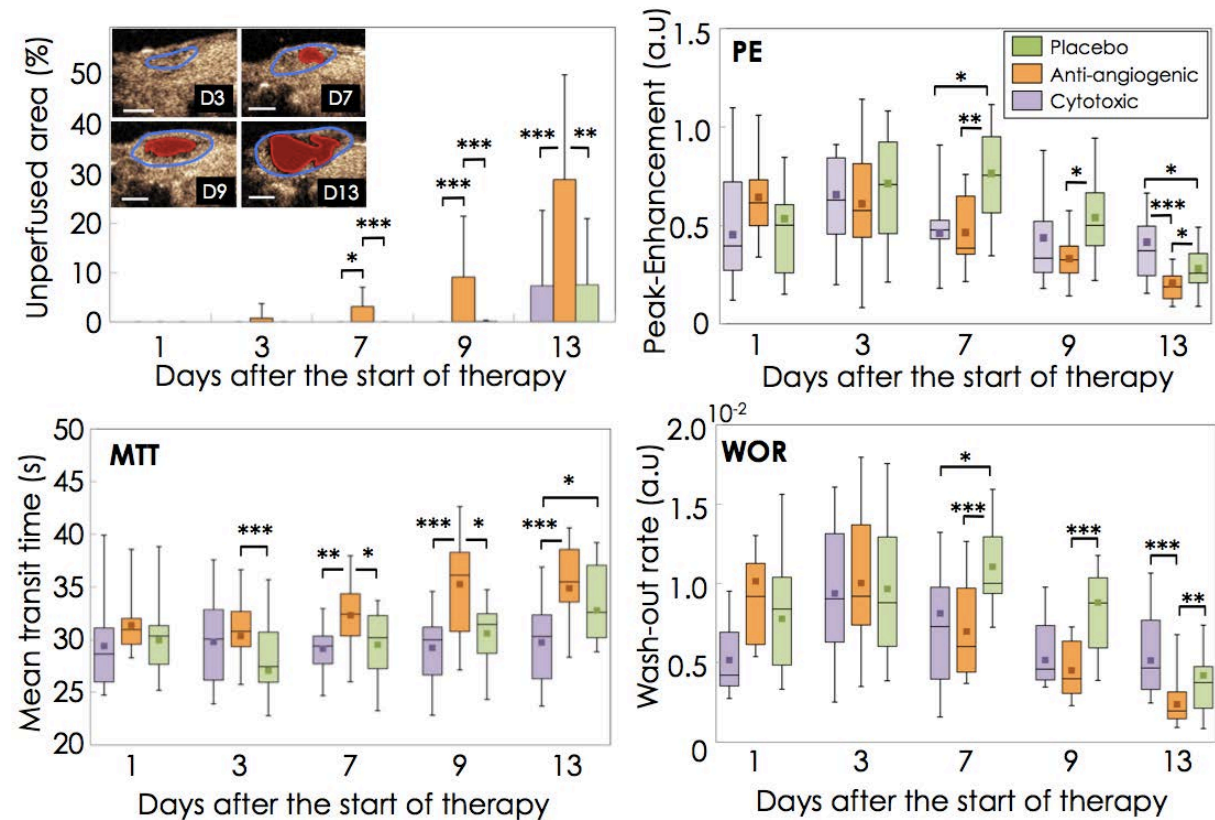 Unperfused area (%)
50
40
30
20
10
0
D3
D7
D9
D13
*
***
***
***
***
**
1 3 7 9 13
Days after the start of therapy
Peak-Enhancement (a.u)
1.5
1.0
0.5
0
PE
Placebo
Anti-angiogenic
Cytotoxic
*
**
*
*
***
*
1 3 7 9 13
Days after the start of therapy
Mean transit time (s)
50
45
40
35
30
25
20
MTT
***
**
*
***
*
***
*
1 3 7 9 13
Days after the start of therapy
Wash-out rate (a.u)
10-2
2.0
1.5
1.0
0.5
0
WOR
*
***
***
***
**
1 3 7 9 13
Days after the start of therapy